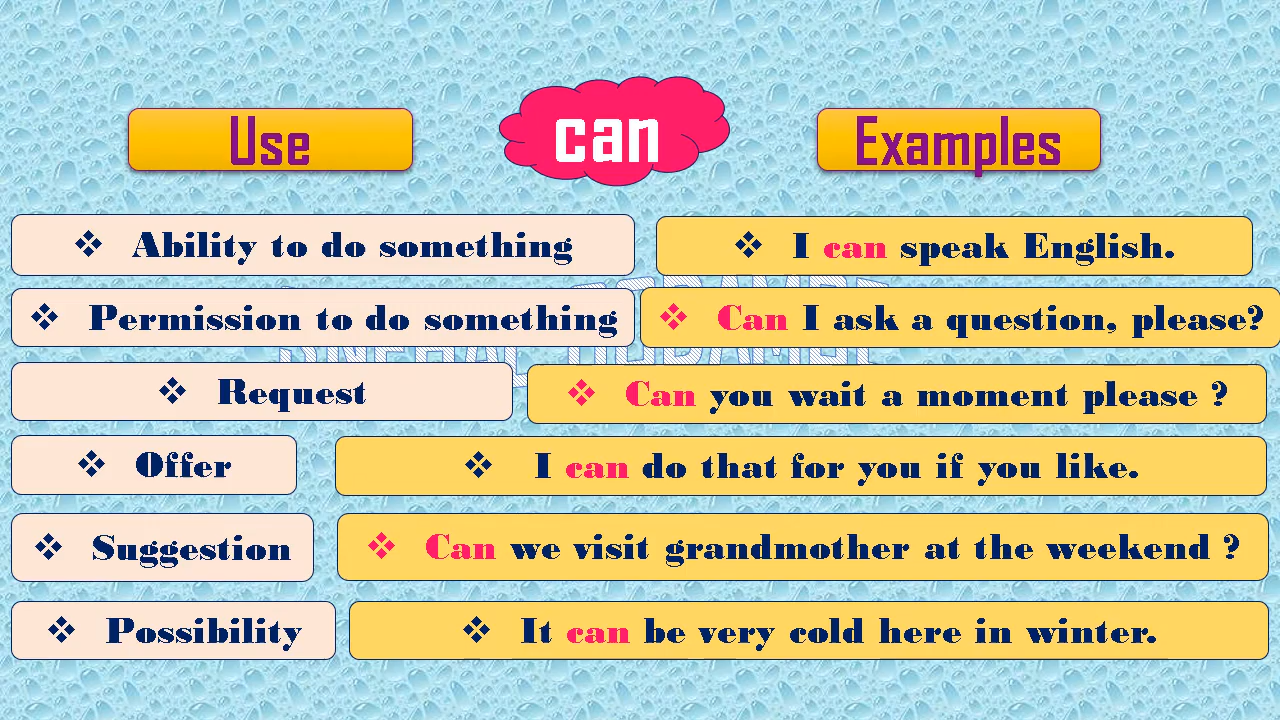 Use can Examples
❖ Ability to do something ❖ I can speak English.
❖ Permission to do something ❖ Can I ask a question, please?
❖ Request ❖ Can you wait a moment please ?
❖ Offer ❖ I can do that for you if you like.
❖ Suggestion ❖ Can we visit grandmother at the weekend ?
❖ Possibility ❖ It can be very cold here in winter.